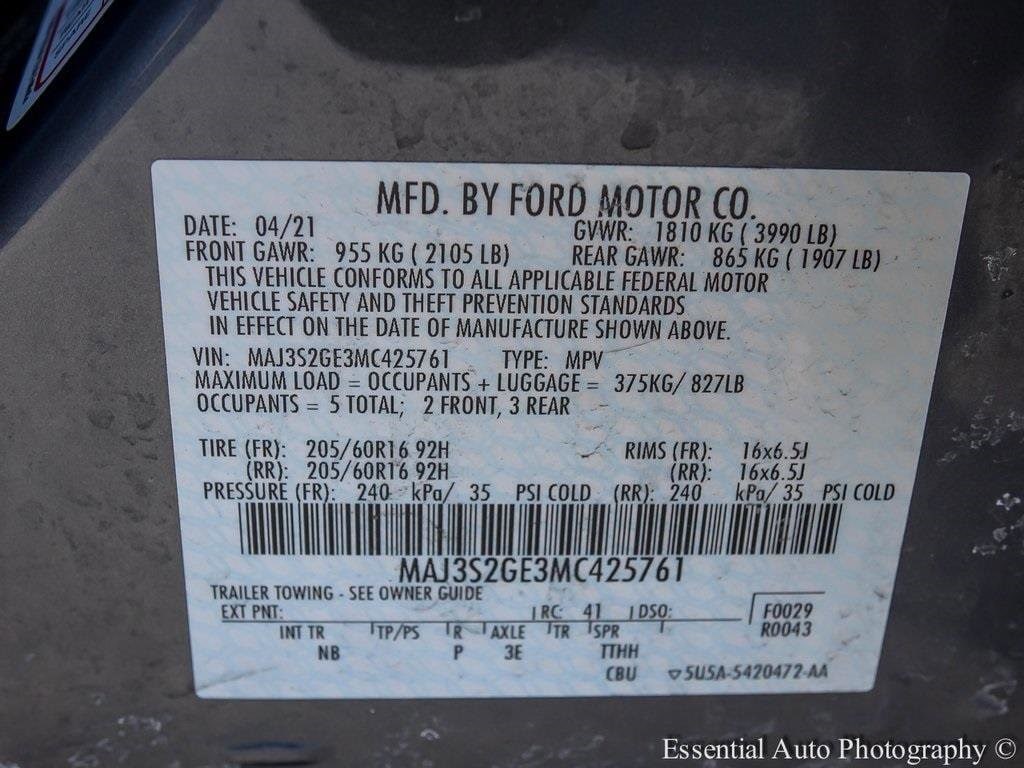 MFD. BY FORD MOTOR CO.
DATE: 04/21 GVWR: 1810 KG ( 3990 LB)
FRONT GAWR: 955 KG ( 2105 LB) REAR GAWR: 865 KG ( 1907 LB)
THIS VEHICLE CONFORMS TO ALL APPLICABLE FEDERAL MOTOR
VEHICLE SAFETY AND THEFT PREVENTION STANDARDS
IN EFFECT ON THE DATE OF MANUFACTURE SHOWN ABOVE.
VIN: MAJ3S2GE3MC425761 TYPE: MPV
MAXIMUM LOAD = OCCUPANTS + LUGGAGE = 375KG/ 827LB
OCCUPANTS = 5 TOTAL; 2 FRONT, 3 REAR
TIRE (FR): 205/60R16 92H RIMS (FR): 16x6.5J
(RR): 205/60R16 92H (RR): 16x6.5J
PRESSURE (FR): 240 kPa/ 35 PSI COLD (RR): 240 kPa/ 35 PSI COLD
MAJ3S2GE3MC425761
TRAILER TOWING - SEE OWNER GUIDE
EXT PNT: RC: 41 DSO: F0029
INT TR TP/PS R AXLE TR SPR R0043
NB P 3E TTHH
CBU 5U5A-5420472-AA
Essential Auto Photography ©